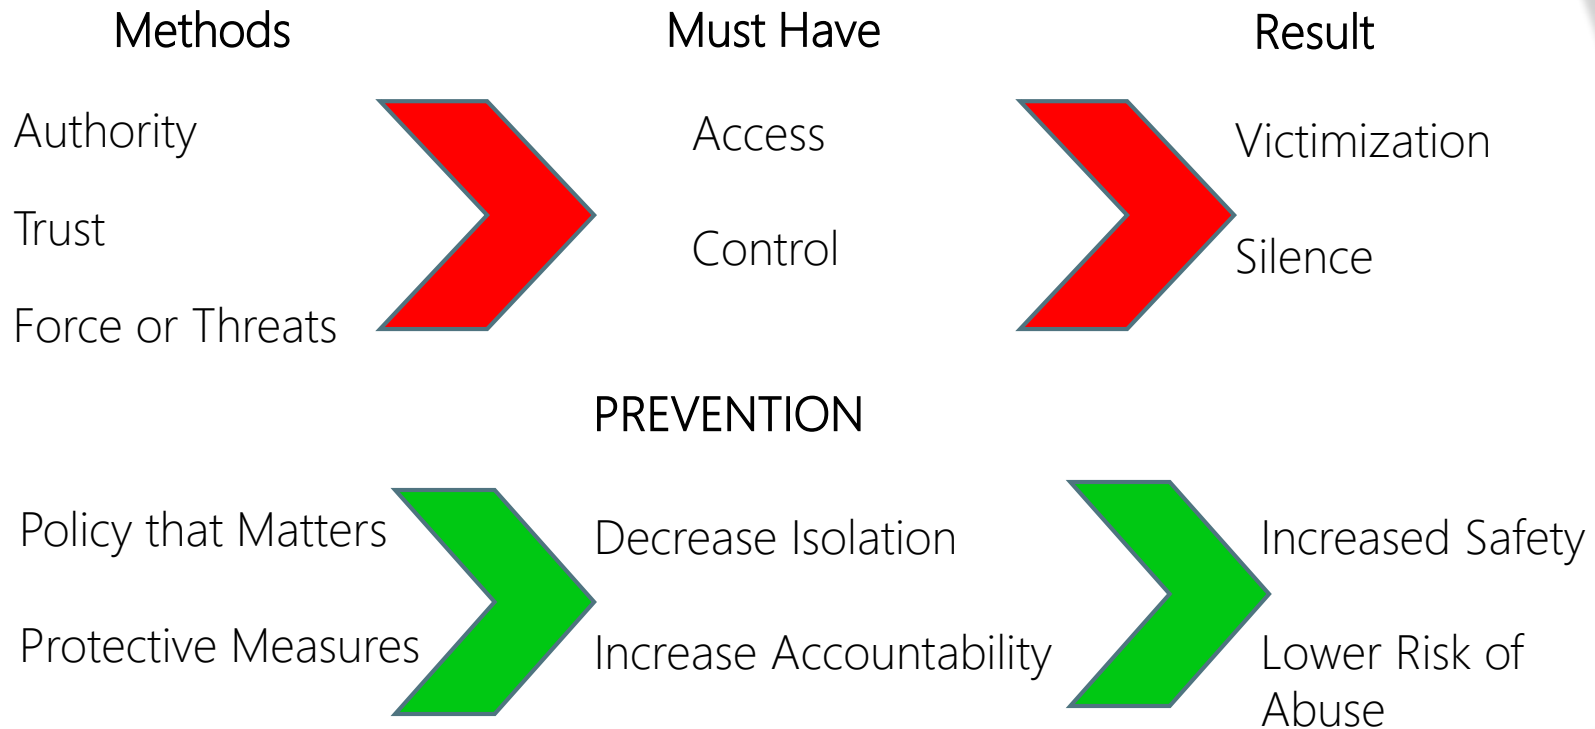 Methods
Must Have
Result
Authority
Trust
Force or Threats
Access
Control
Victimization
Silence
PREVENTION
Policy that Matters
Protective Measures
Decrease Isolation
Increase Accountability
Increased Safety
Lower Risk of
Abuse